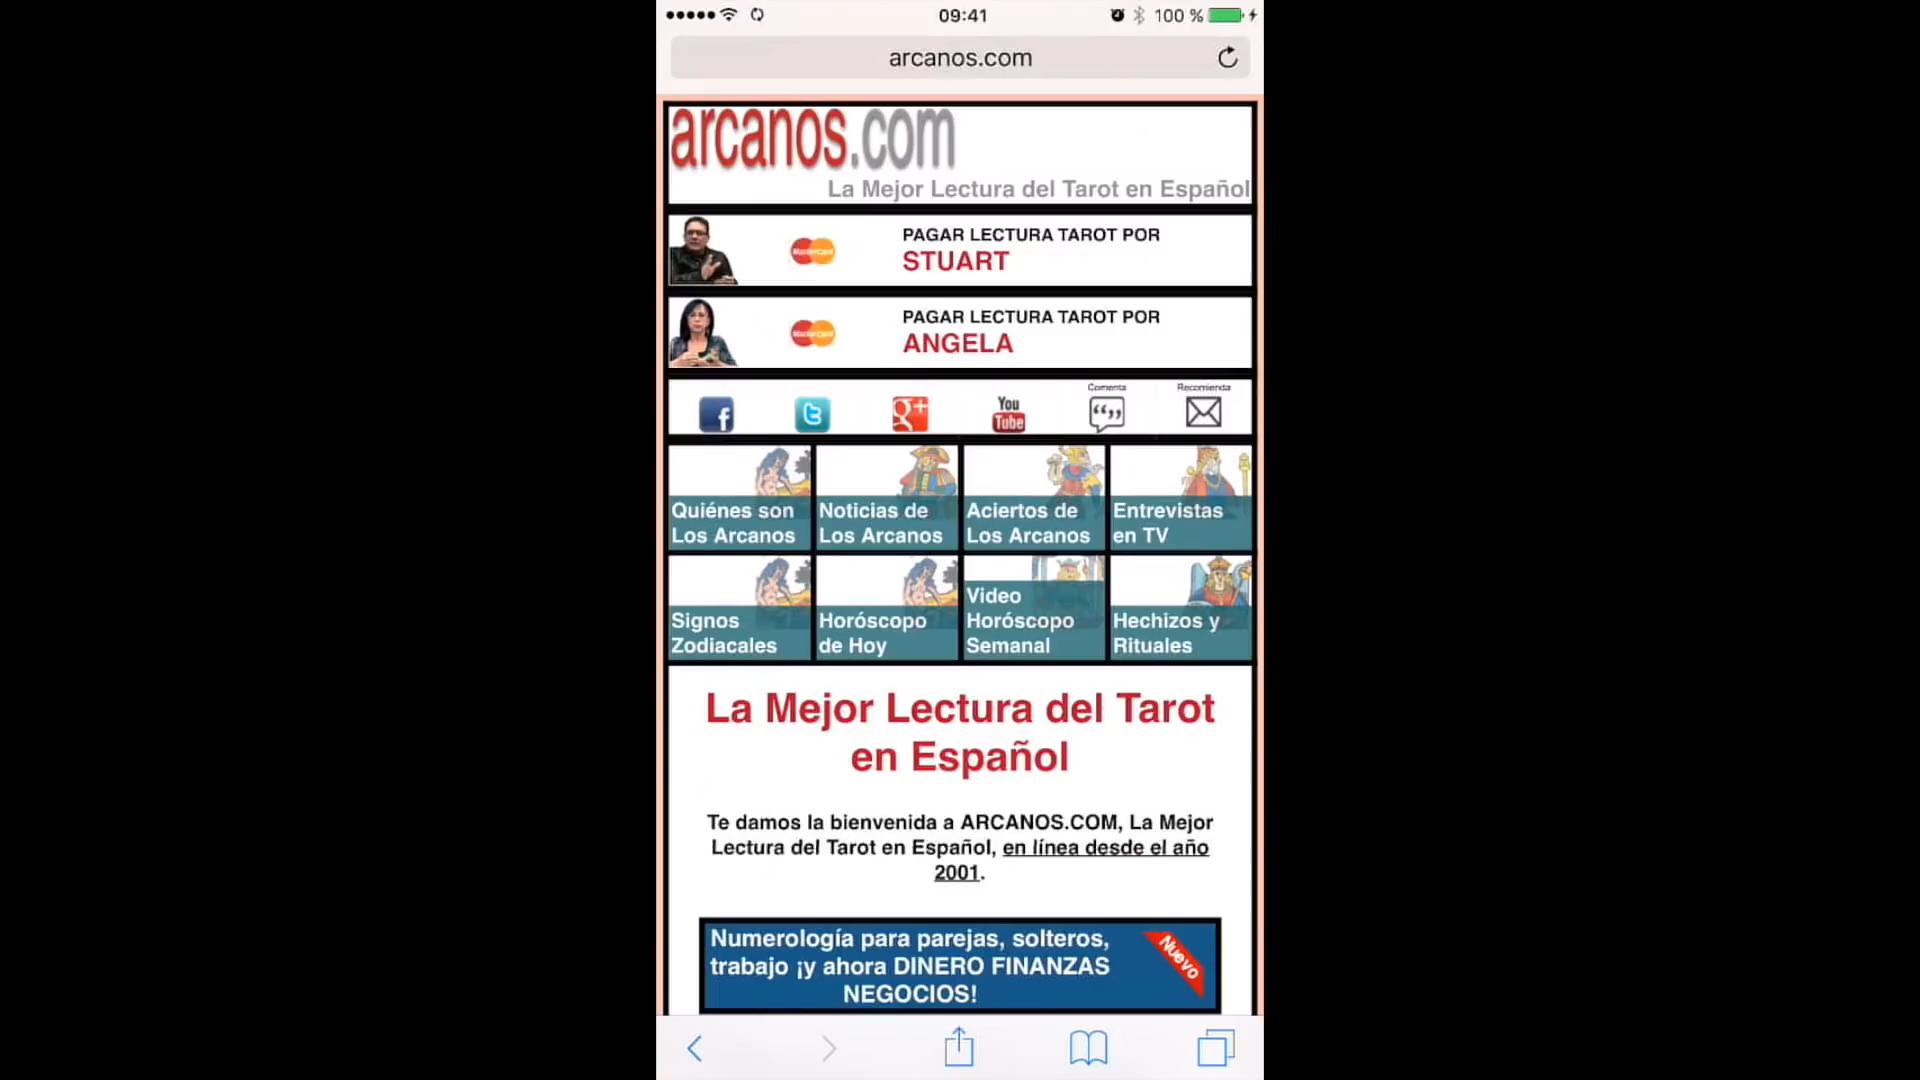 09:41
100 %
arcanos.com
arcanos.com
La Mejor Lectura del Tarot en Español
PAGAR LECTURA TAROT POR
MasterCard
STUART
PAGAR LECTURA TAROT POR
MasterCard
ANGELA
Comenta
Recomienda
f
t
g+
You
Tube
Quiénes son
Los Arcanos
Noticias de
Los Arcanos
Aciertos de
Los Arcanos
Entrevistas
en TV
Signos
Zodiacales
Horóscopo
de Hoy
Video
Horóscopo
Semanal
Hechizos y
Rituales
La Mejor Lectura del Tarot
en Español
Te damos la bienvenida a ARCANOS.COM, La Mejor
Lectura del Tarot en Español, en línea desde el año
2001.
Numerología para parejas, solteros,
trabajo ¡y ahora DINERO FINANZAS
NEGOCIOS!
Nuevo